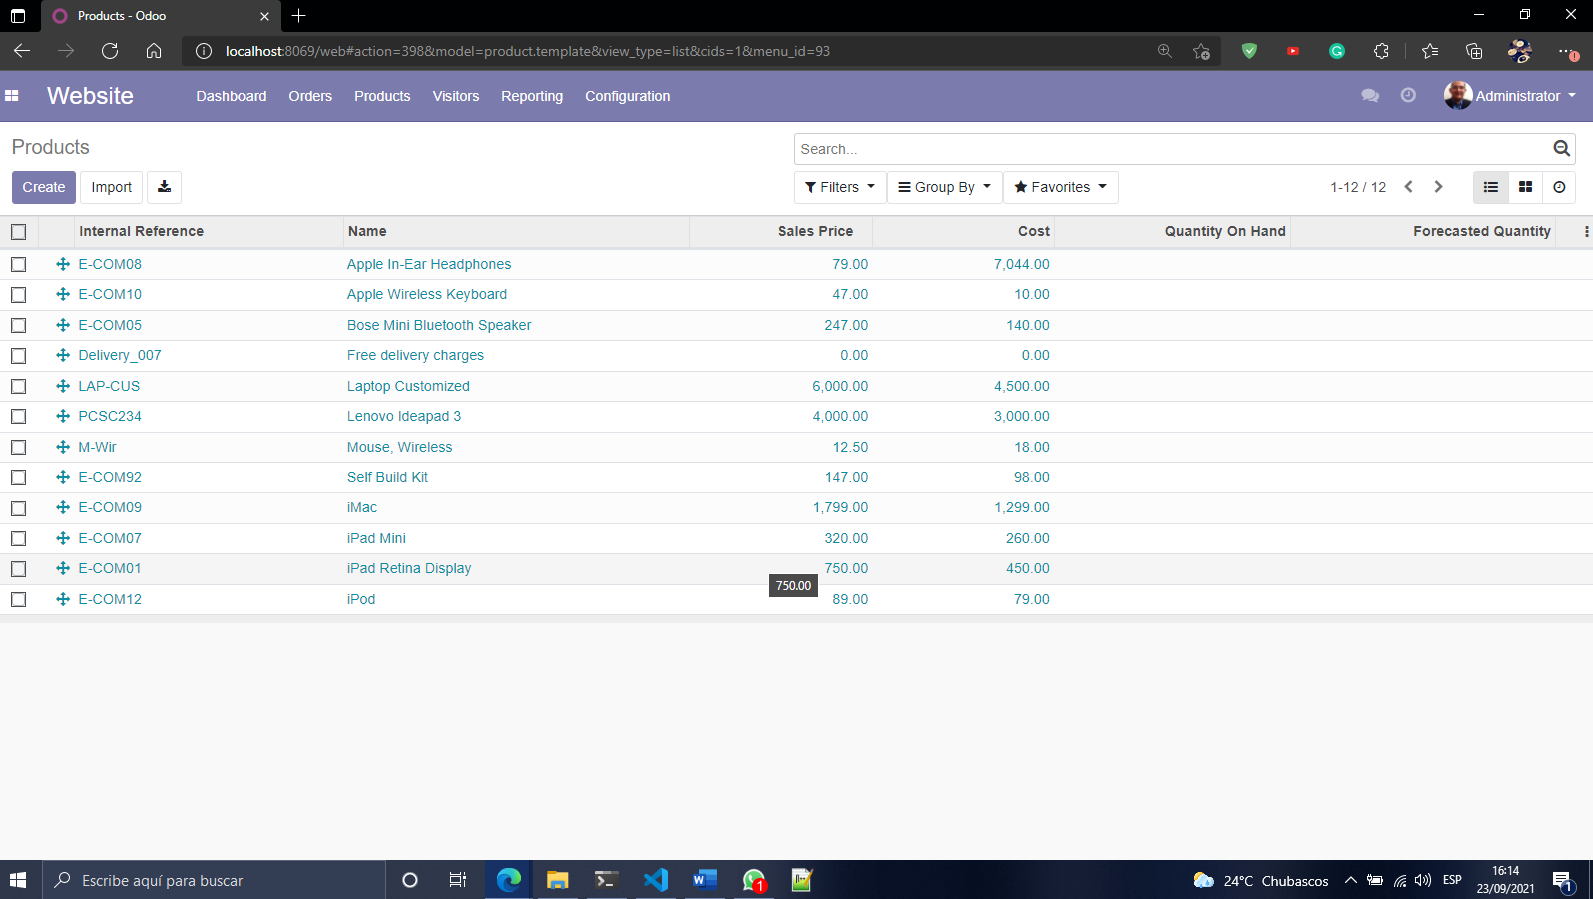 Products - Odoo
localhost:8069/web#action=398&model=product.template&view_type=list&cids=1&menu_id=93
Website Dashboard Orders Products Visitors Reporting Configuration Administrator
Products
Search...
Create Import Filters Group By Favorites 1-12 / 12
Internal Reference Name Sales Price Cost Quantity On Hand Forecasted Quantity
E-COM08 Apple In-Ear Headphones 79.00 7,044.00
E-COM10 Apple Wireless Keyboard 47.00 10.00
E-COM05 Bose Mini Bluetooth Speaker 247.00 140.00
Delivery_007 Free delivery charges 0.00 0.00
LAP-CUS Laptop Customized 6,000.00 4,500.00
PCSC234 Lenovo Ideapad 3 4,000.00 3,000.00
M-Wir Mouse, Wireless 12.50 18.00
E-COM92 Self Build Kit 147.00 98.00
E-COM09 iMac 1,799.00 1,299.00
E-COM07 iPad Mini 320.00 260.00
E-COM01 iPad Retina Display 750.00 450.00
750.00
E-COM12 iPod 89.00 79.00
Escribe aquí para buscar
1
24°C Chubascos
ESP
16:14
23/09/2021
1